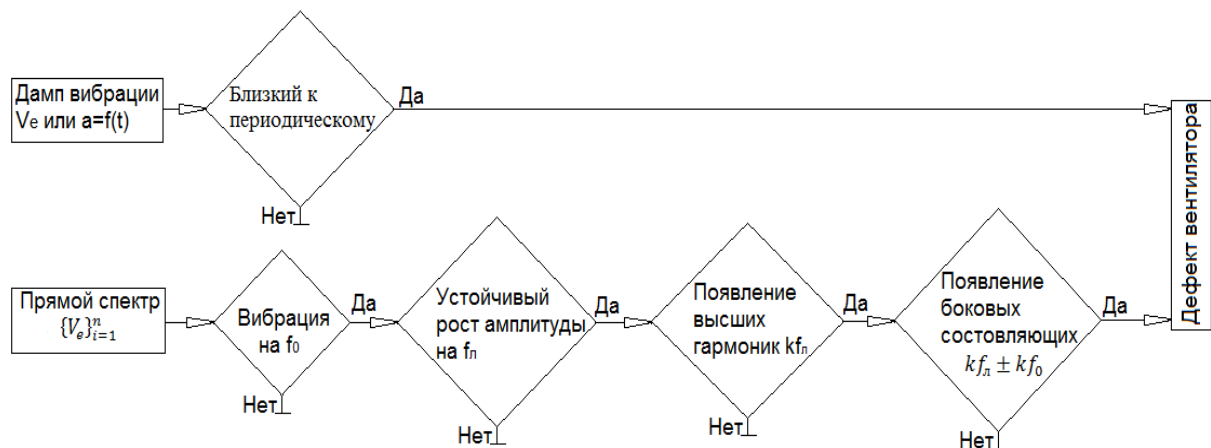 Дамп вибрации
Vе или a=f(t)
Близкий к
периодическому
Да
Нет
Дефект вентилятора
Прямой спектр
{Vₑ}ⁿᵢ₌₁
Вибрация
на f₀
Да
Нет
Устойчивый
рост амплитуды
на fл
Да
Нет
Появление
высших
гармоник kfл
Да
Нет
Появление
боковых
состовляющих
kfл ± kf₀
Да
Нет